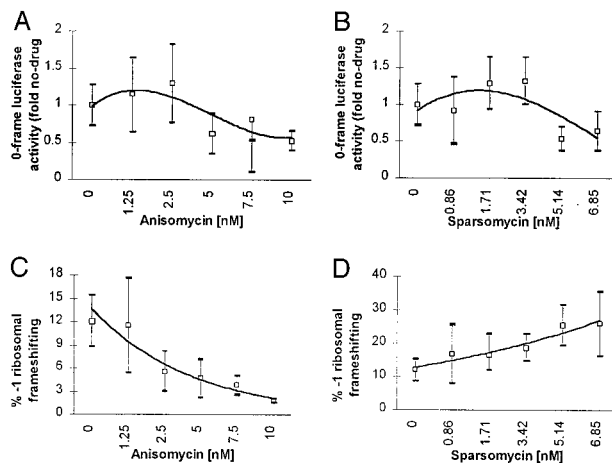 A
0-frame luciferase
activity (fold no-drug
2
1.5
1
0.5
0
0
1.25
2.5
5
7.5
10
Anisomycin [nM]
B
0-frame luciferase
activity (fold no-drug)
2
1.5
1
0.5
0
0
0.86
1.71
3.42
5.14
6.85
Sparsomycin [nM]
C
% -1 ribosomal
frameshifting
18
15
12
9
6
3
0
0
1.25
2.5
5
7.5
10
Anisomycin [nM]
D
% -1 ribosomal
frameshifting
40
30
20
10
0
0
0.86
1.71
3.42
5.14
6.85
Sparsomycin [nM]